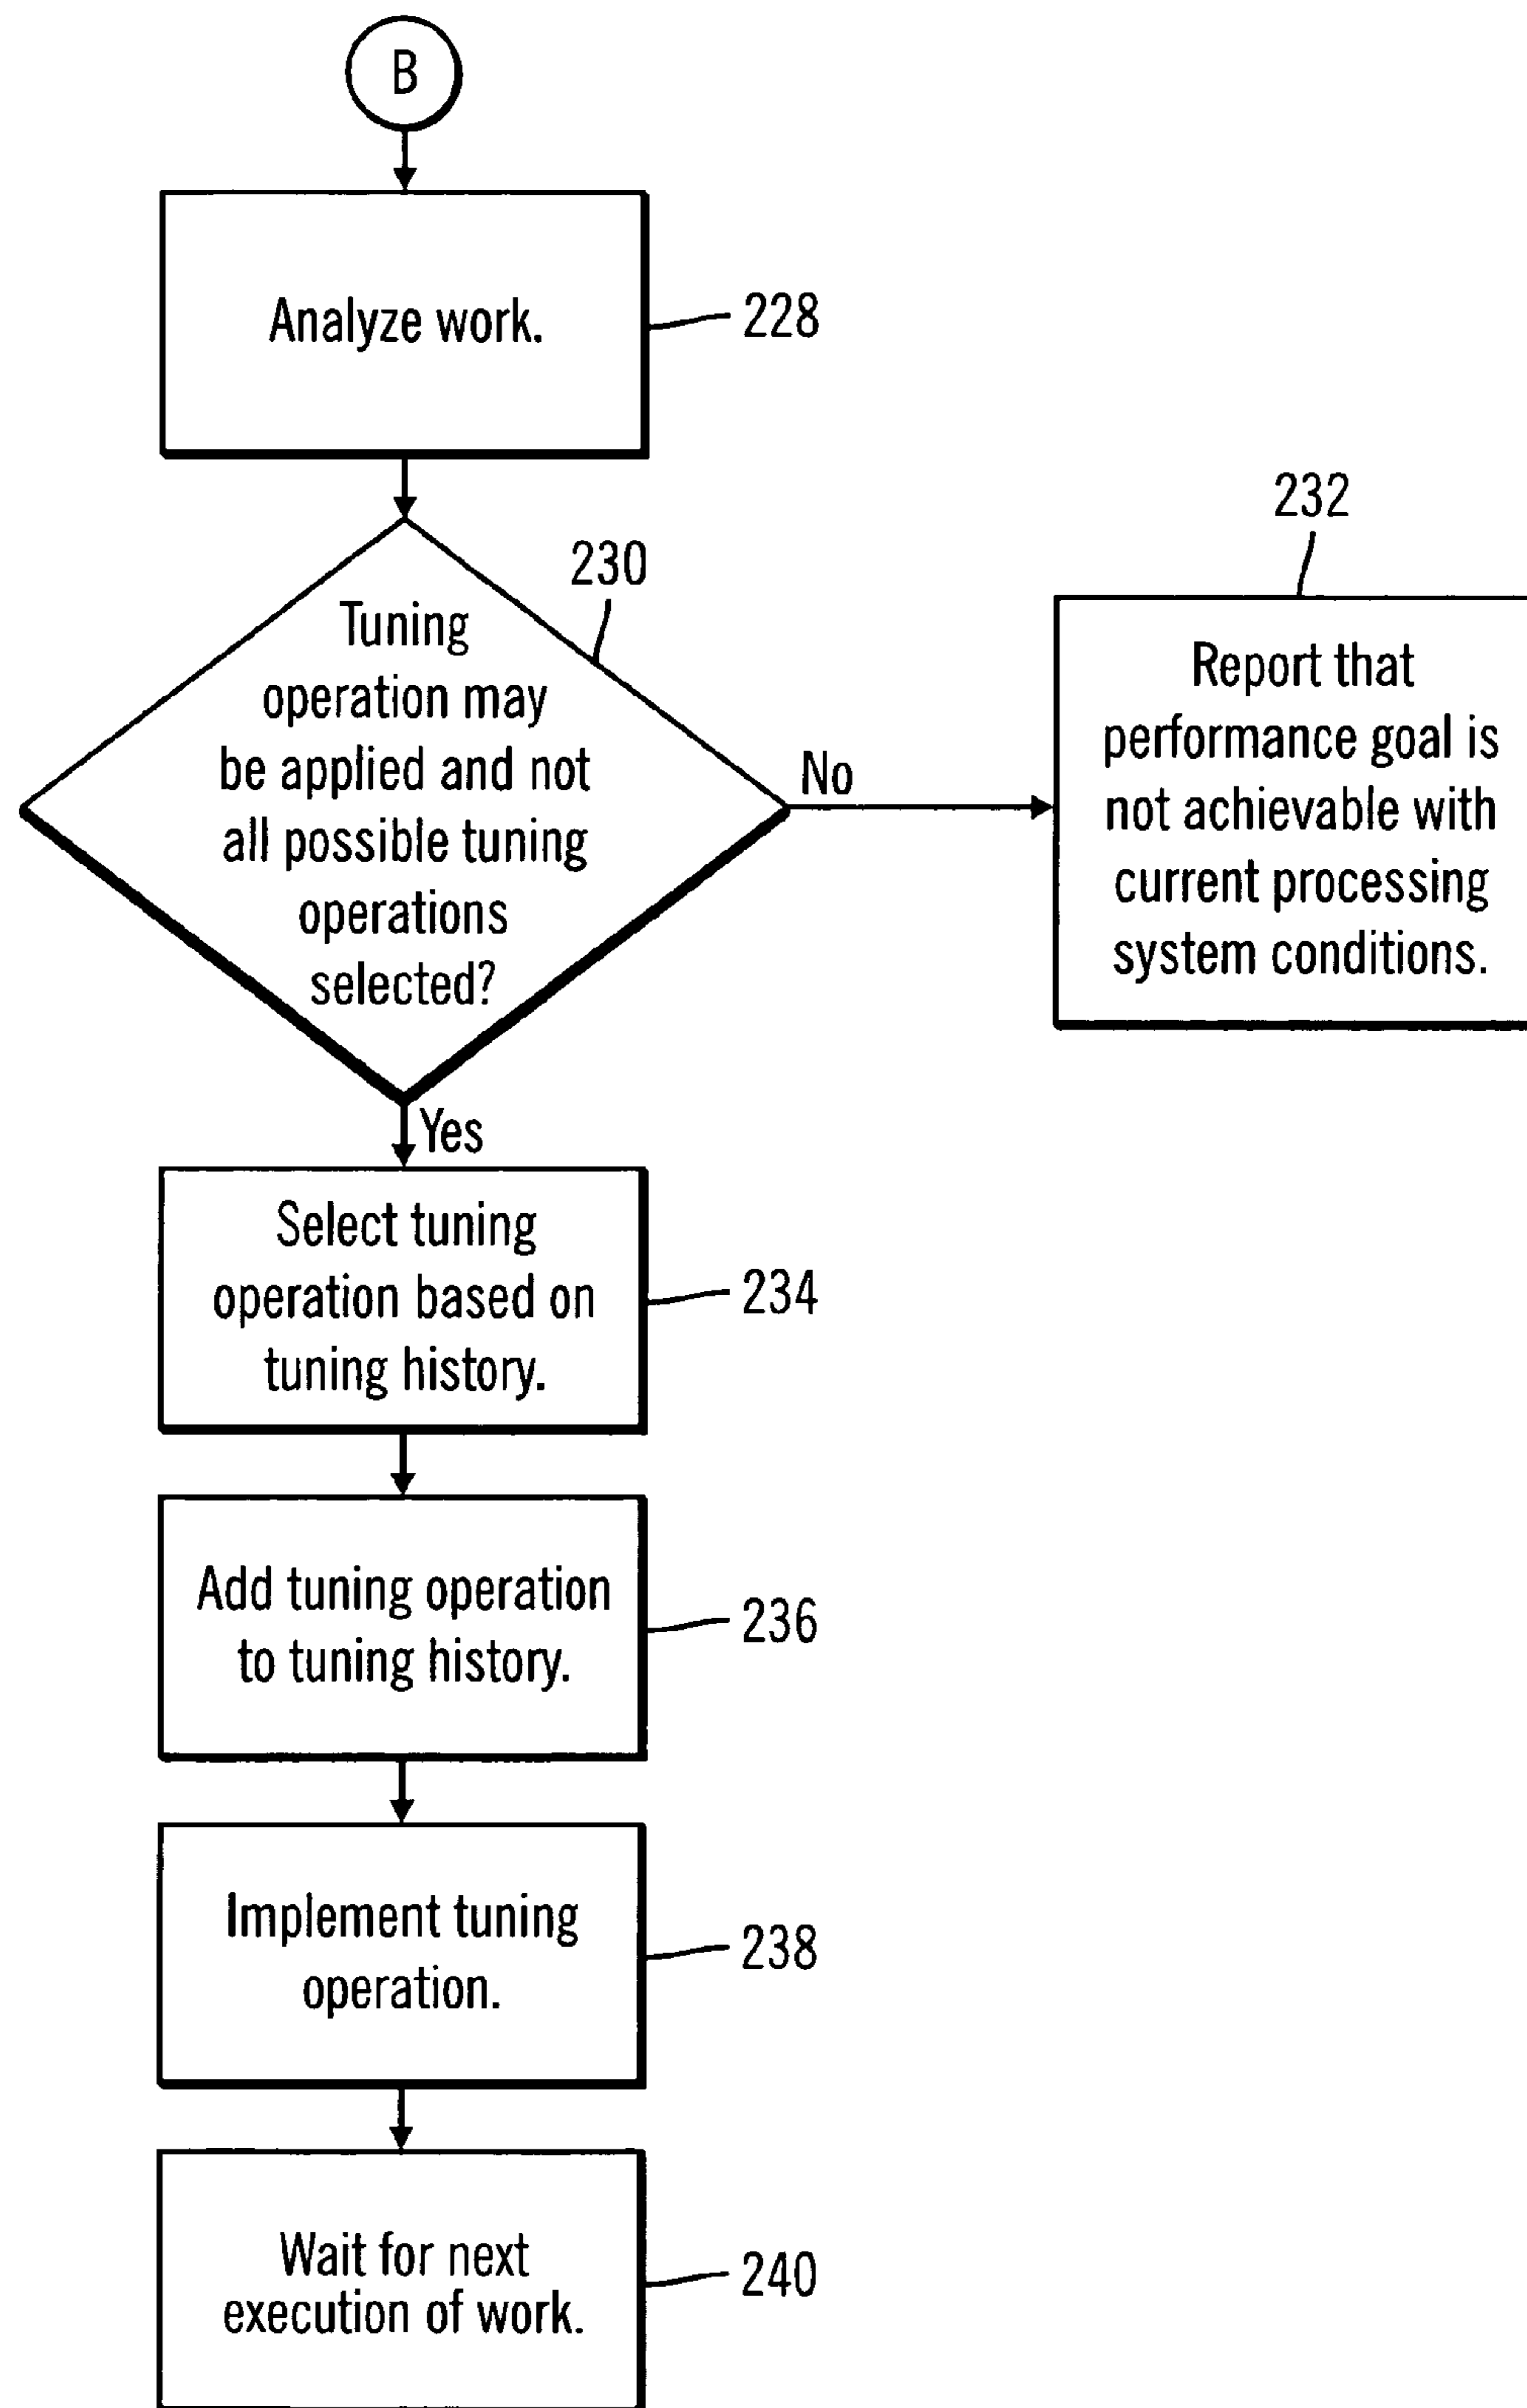 B
Analyze work.
228
230
Tuning
operation may
be applied and not
all possible tuning
operations
selected?
No
232
Report that
performance goal is
not achievable with
current processing
system conditions.
Yes
Select tuning
operation based on
tuning history.
234
Add tuning operation
to tuning history.
236
Implement tuning
operation.
238
Wait for next
execution of work.
240